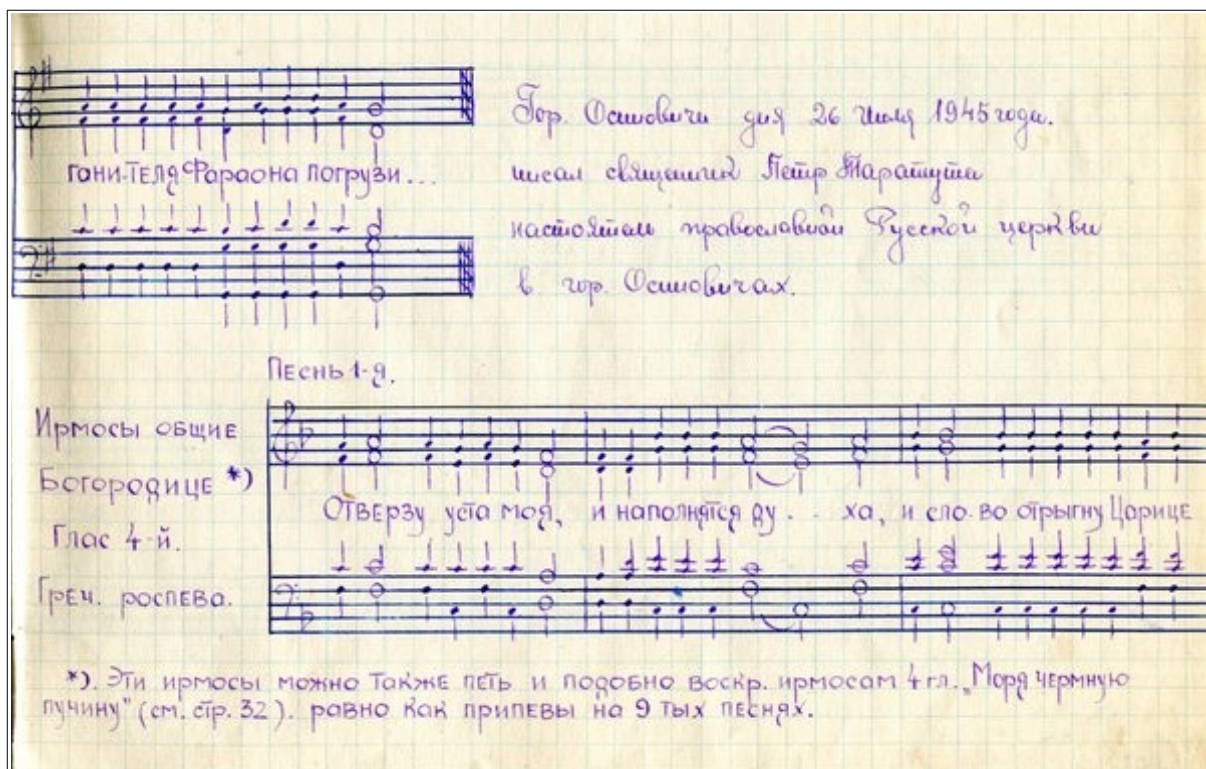 гони-теля Фараона погрузи...
Гор. Осиовичи дня 26 Июля 1945 года.
писал священник Петр Таратута
настоятель православной Русской церкви
в гор. Осиовичах.
Песнь 1-я.
Ирмосы общие
Богородице *)
Глас 4-й.
Греч. роспева.
Отверзу уста моя, и наполнятся ду . . ха, и сло-во отрыгну Царице
*). Эти ирмосы можно также петь и подобно воскр. ирмосам 4 гл. „Моря чермную
пучину" (см. стр. 32). равно как припевы на 9 тых песнях.